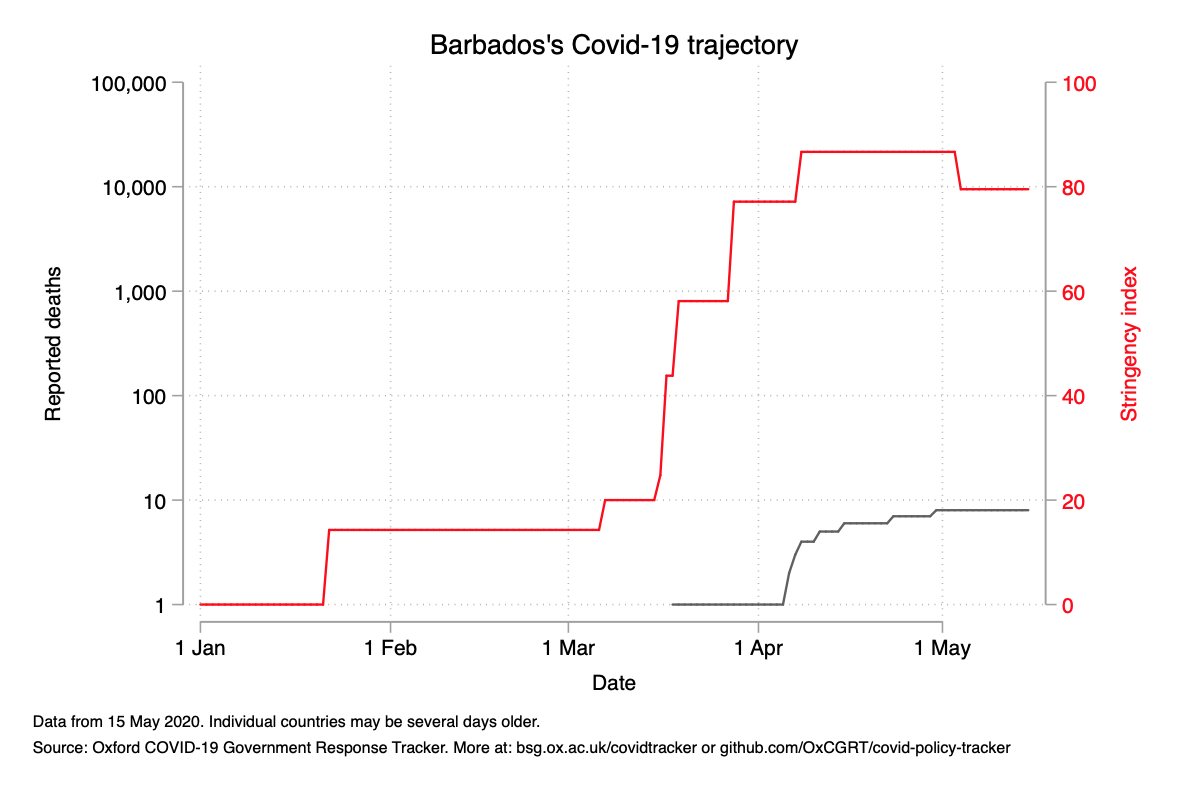 Barbados's Covid-19 trajectory
100,000
10,000
1,000
100
10
1
Reported deaths
100
80
60
40
20
0
Stringency index
1 Jan 1 Feb 1 Mar 1 Apr 1 May
Date
Data from 15 May 2020. Individual countries may be several days older.
Source: Oxford COVID-19 Government Response Tracker. More at: bsg.ox.ac.uk/covidtracker or github.com/OxCGRT/covid-policy-tracker